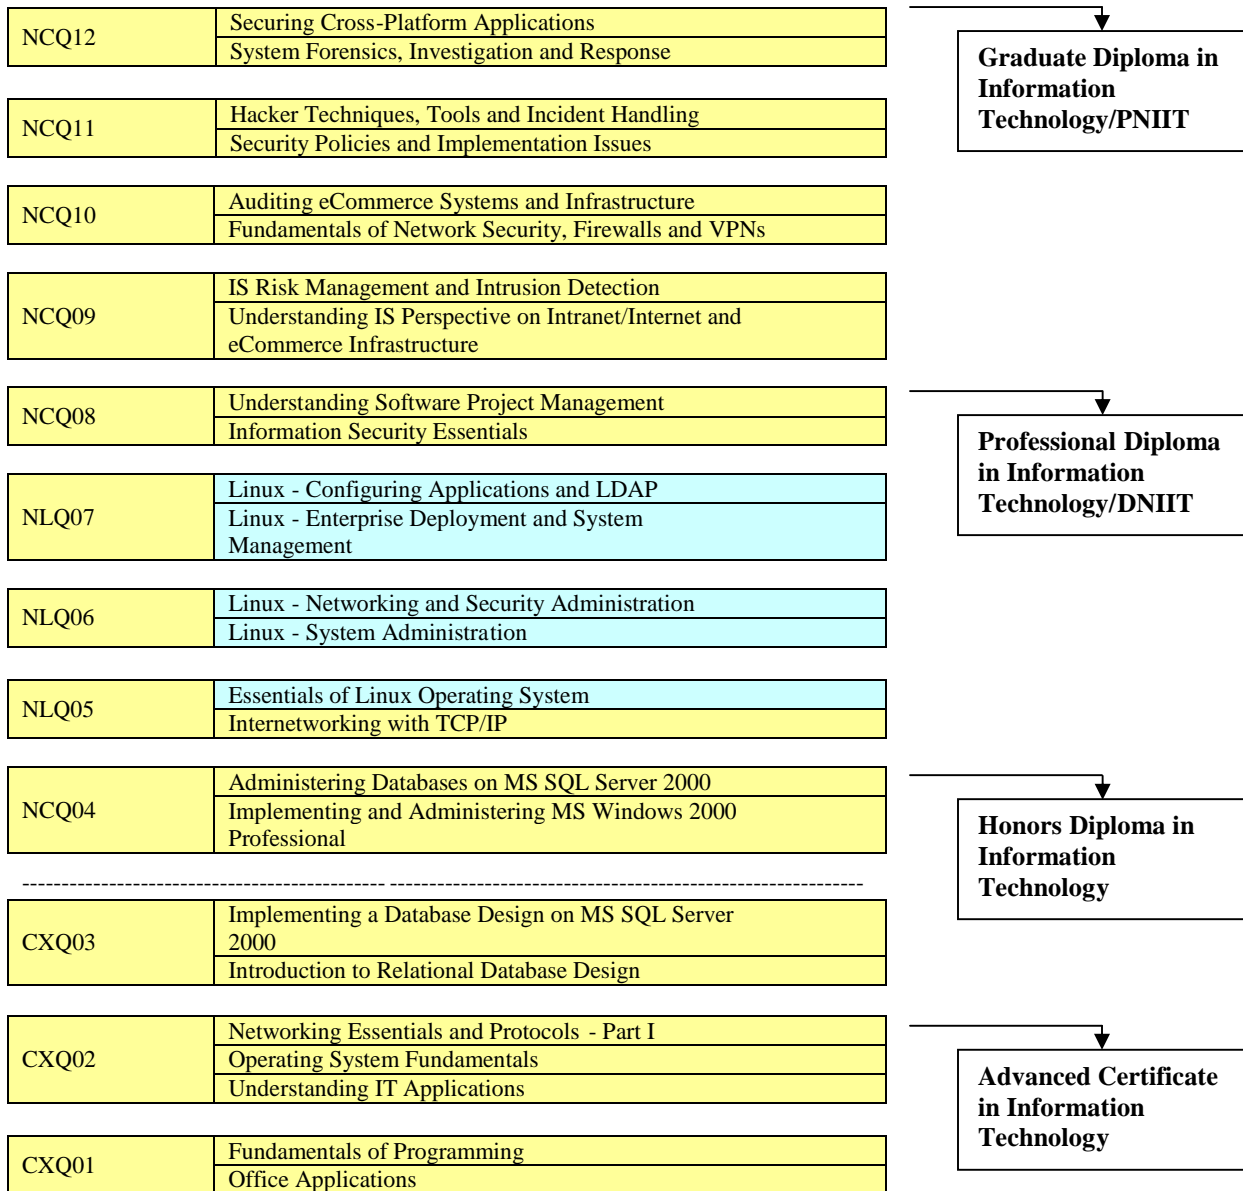 NCQ12
Securing Cross-Platform Applications
System Forensics, Investigation and Response
Graduate Diploma in
Information
Technology/PNIIT
NCQ11
Hacker Techniques, Tools and Incident Handling
Security Policies and Implementation Issues
NCQ10
Auditing eCommerce Systems and Infrastructure
Fundamentals of Network Security, Firewalls and VPNs
NCQ09
IS Risk Management and Intrusion Detection
Understanding IS Perspective on Intranet/Internet and
eCommerce Infrastructure
NCQ08
Understanding Software Project Management
Information Security Essentials
Professional Diploma
in Information
Technology/DNIIT
NLQ07
Linux - Configuring Applications and LDAP
Linux - Enterprise Deployment and System
Management
NLQ06
Linux - Networking and Security Administration
Linux - System Administration
NLQ05
Essentials of Linux Operating System
Internetworking with TCP/IP
NCQ04
Administering Databases on MS SQL Server 2000
Implementing and Administering MS Windows 2000
Professional
Honors Diploma in
Information
Technology
CXQ03
Implementing a Database Design on MS SQL Server
2000
Introduction to Relational Database Design
CXQ02
Networking Essentials and Protocols - Part I
Operating System Fundamentals
Understanding IT Applications
Advanced Certificate
in Information
Technology
CXQ01
Fundamentals of Programming
Office Applications